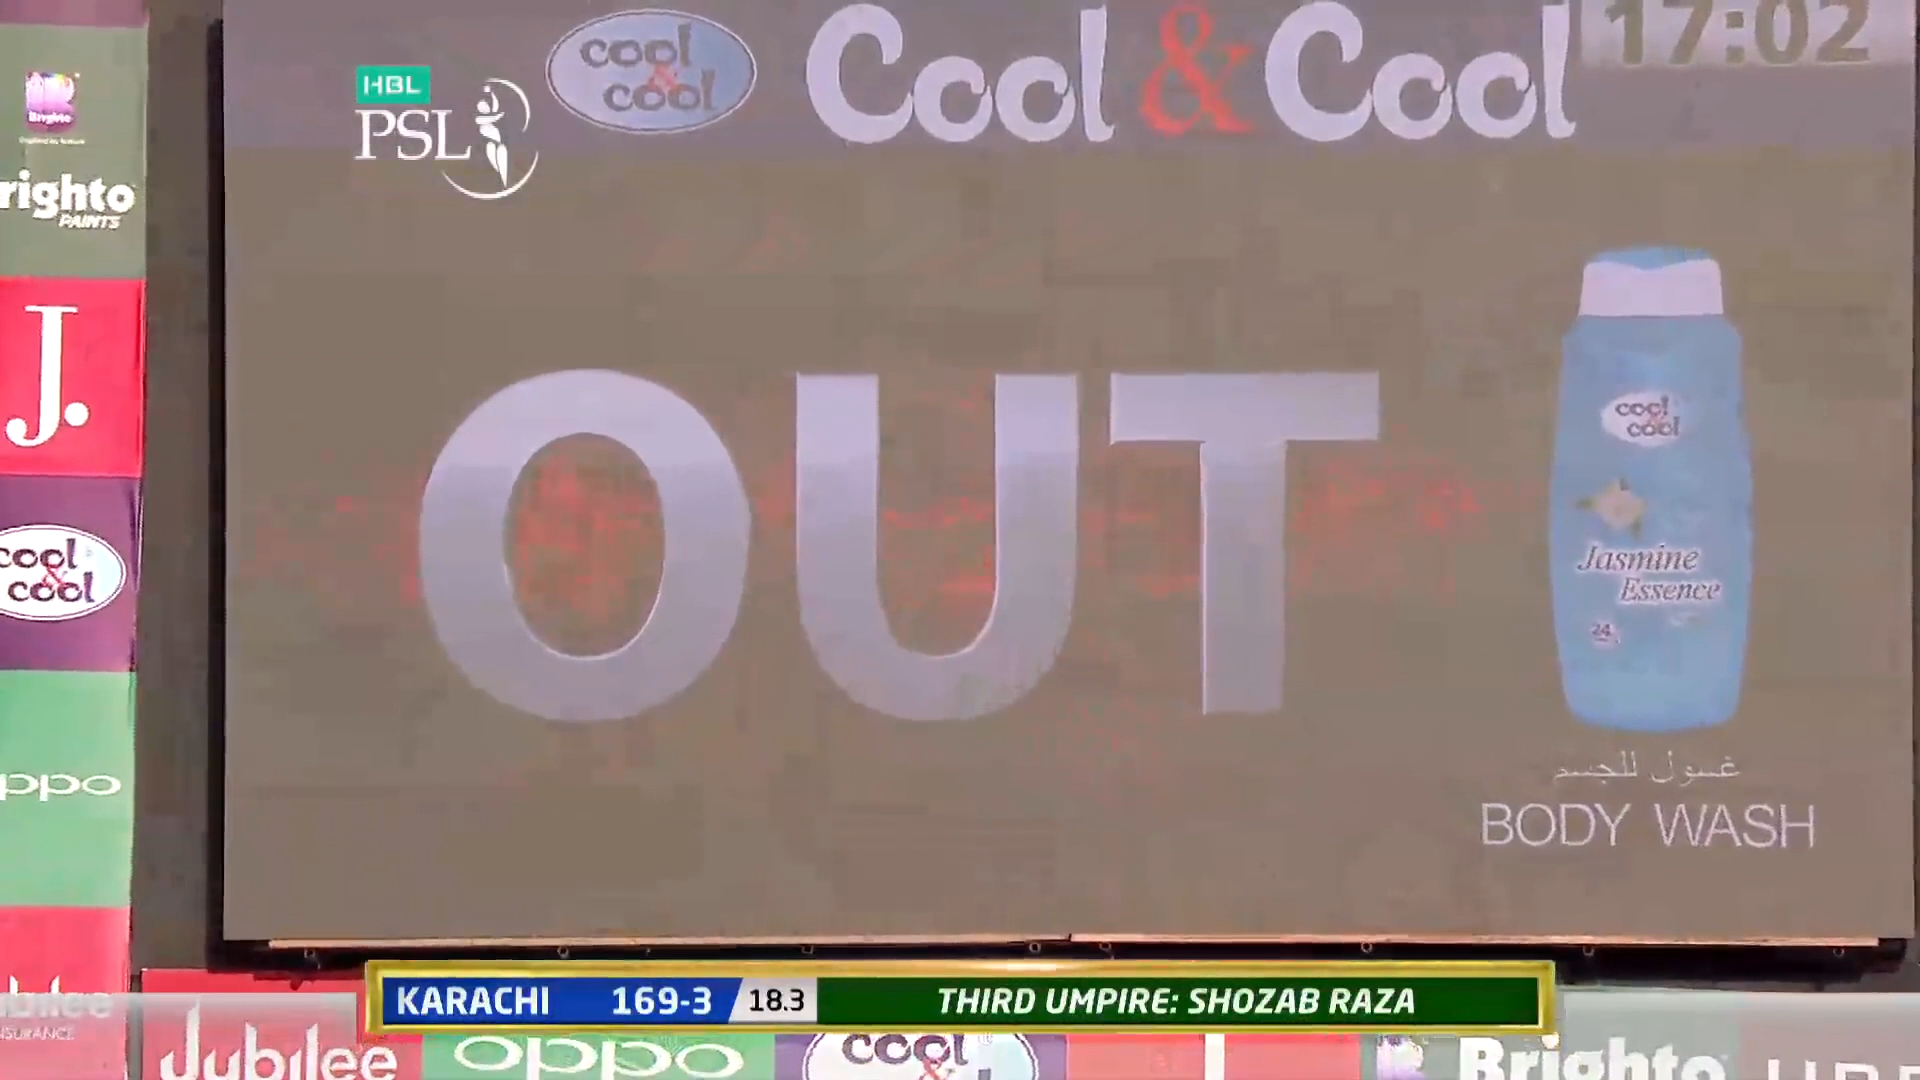 cool & cool
Cool & Cool
17:02
HBL
PSL
Brighto
righto
PAINTS
J.
cool & cool
OUT
cool & cool
Jasmine
Essence
24
غسول للجسم
BODY WASH
ppo
INSURANCE
KARACHI 169-3 18.3 THIRD UMPIRE: SHOZAB RAZA
Jubilee
oppo
cool &
Brighto